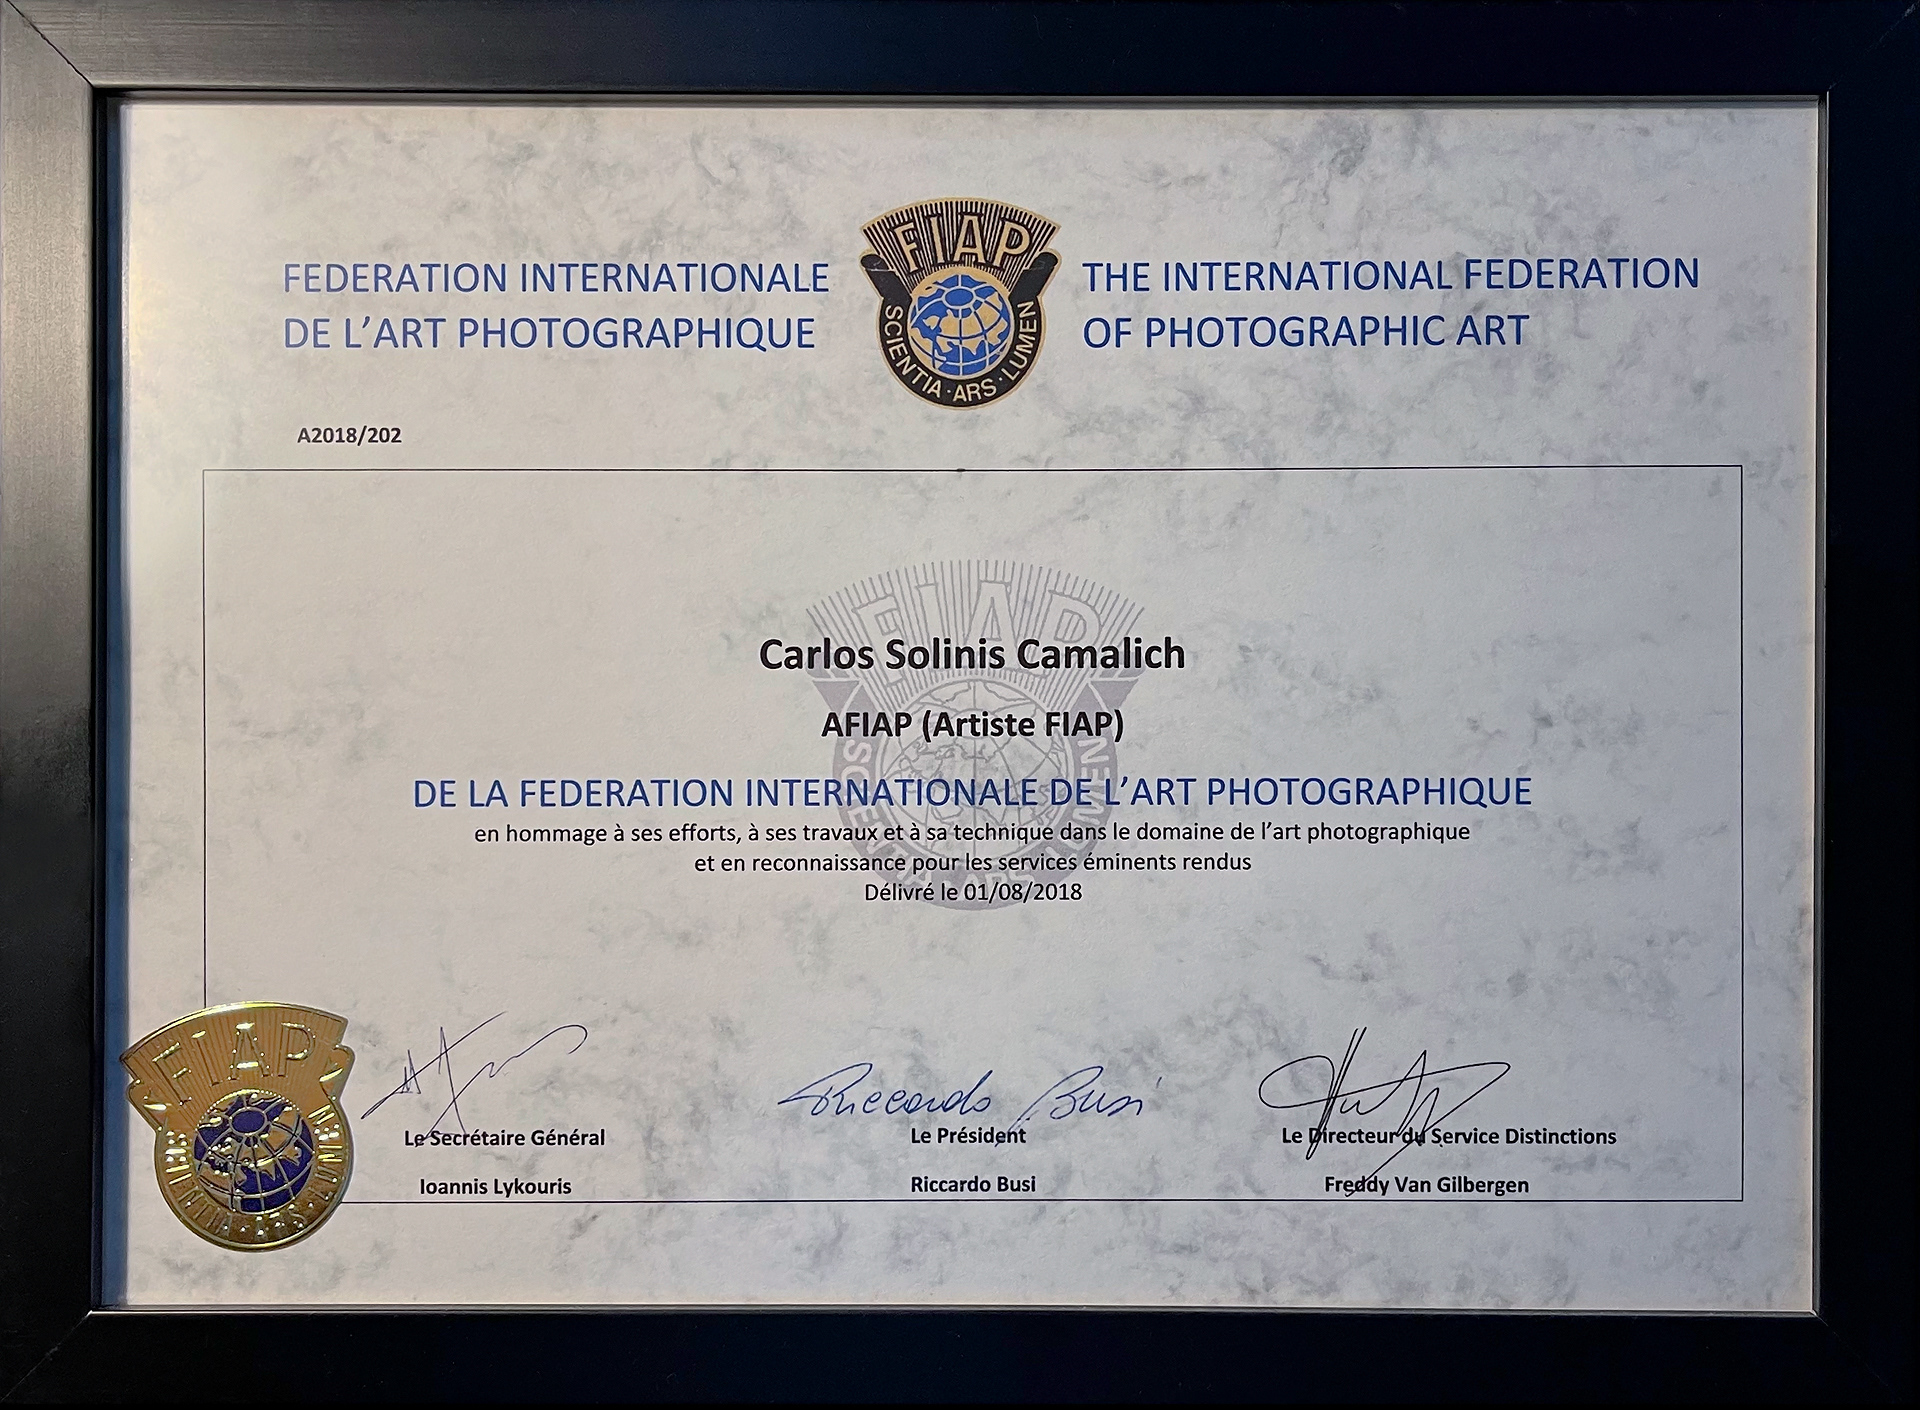 FEDERATION INTERNATIONALE
DE L’ART PHOTOGRAPHIQUE
FIAP
SCIENTIA · ARS · LUMEN
THE INTERNATIONAL FEDERATION
OF PHOTOGRAPHIC ART
A2018/202
FIAP
Carlos Solinis Camalich
AFIAP (Artiste FIAP)
DE LA FEDERATION INTERNATIONALE DE L’ART PHOTOGRAPHIQUE
en hommage à ses efforts, à ses travaux et à sa technique dans le domaine de l’art photographique
et en reconnaissance pour les services éminents rendus
Délivré le 01/08/2018
FIAP
SCIENTIA · ARS · LUMEN
Riccardo Busi
Le Secrétaire Général
Le Président
Le Directeur du Service Distinctions
Ioannis Lykouris
Riccardo Busi
Freddy Van Gilbergen